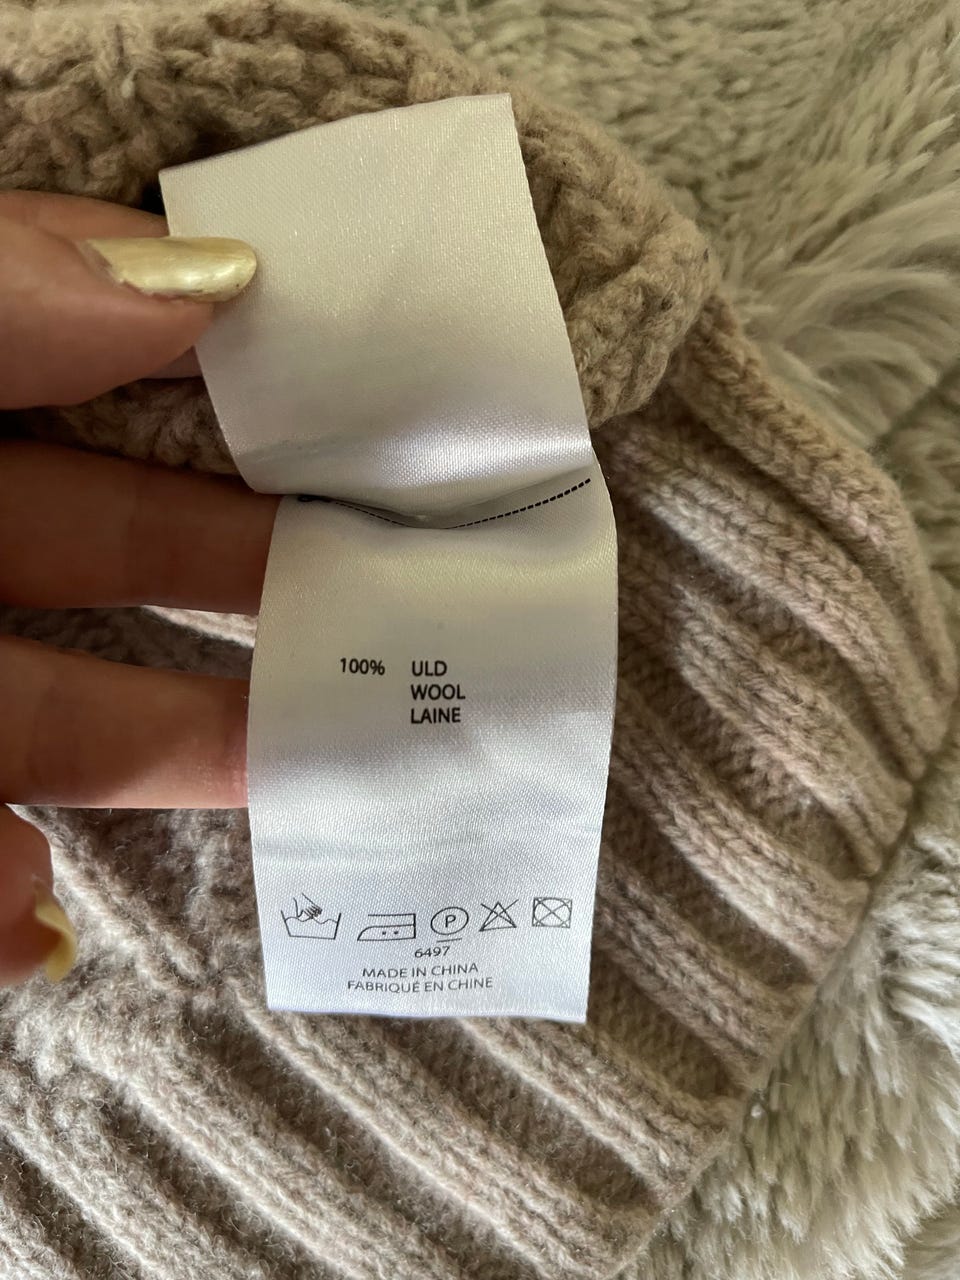 100% ULD
WOOL
LAINE
P
6497
MADE IN CHINA
FABRIQUÉ EN CHINE